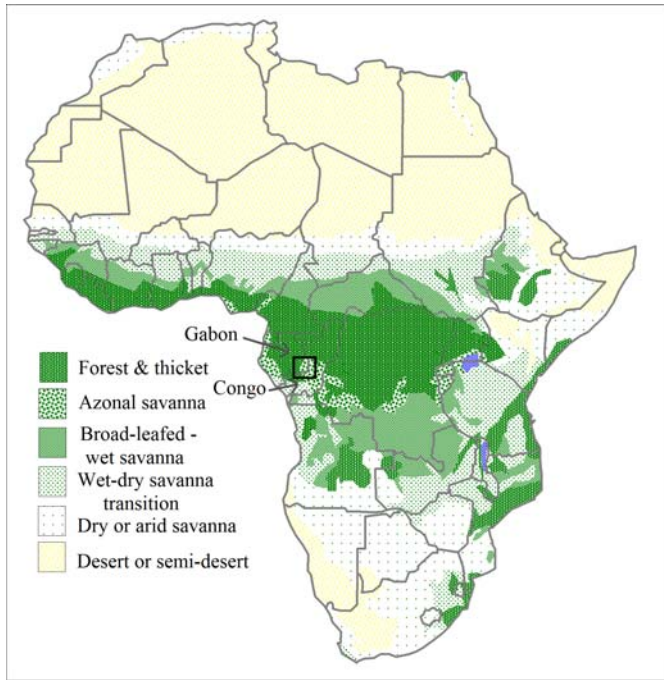 Gabon
Congo
Forest & thicket
Azonal savanna
Broad-leafed -
wet savanna
Wet-dry savanna
transition
Dry or arid savanna
Desert or semi-desert